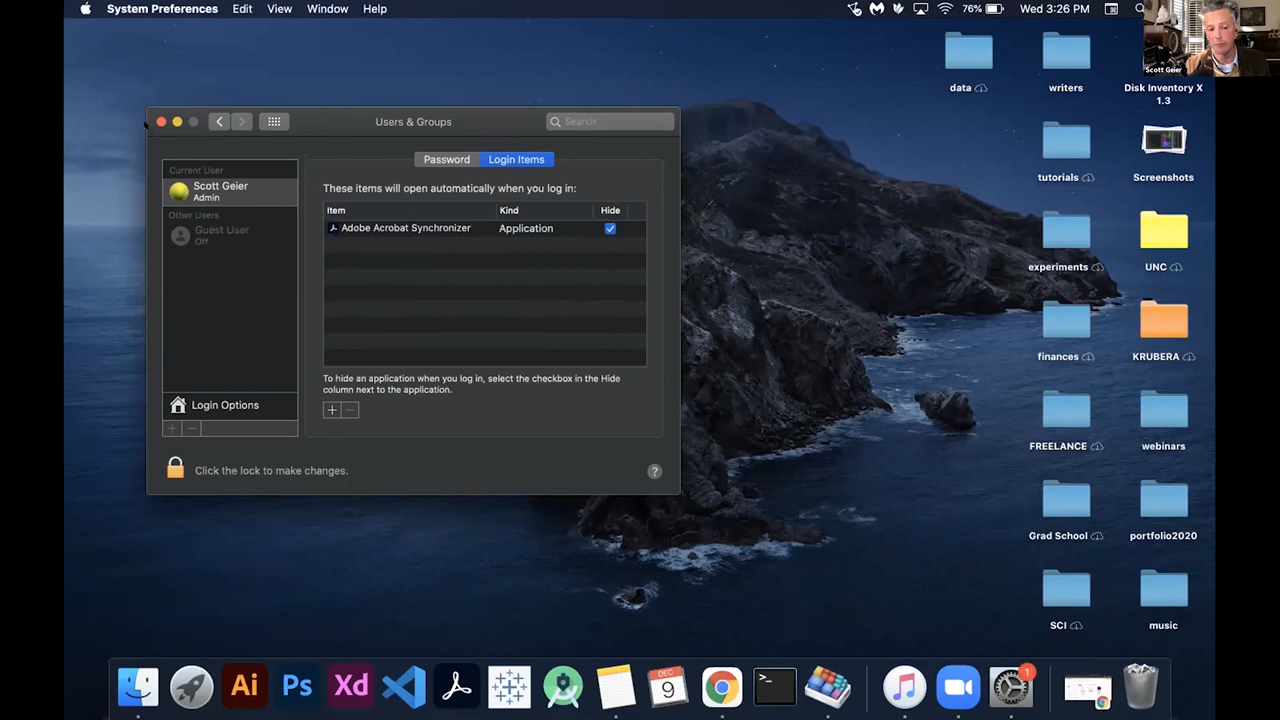 System Preferences Edit View Window Help
76% Wed 3:26 PM
Scott Geier
Users & Groups
Search
Password Login Items
Current User
Scott Geier
Admin
Other Users
Guest User
Off
Login Options
These items will open automatically when you log in:
Item Kind Hide
Adobe Acrobat Synchronizer Application
To hide an application when you log in, select the checkbox in the Hide
column next to the application.
+ −
Click the lock to make changes.
?
data
writers
Disk Inventory X
1.3
tutorials
Screenshots
experiments
UNC
finances
KRUBERA
FREELANCE
webinars
Grad School
portfolio2020
SCI
music
Ai
Ps
Xd
DEC
9
>_
1